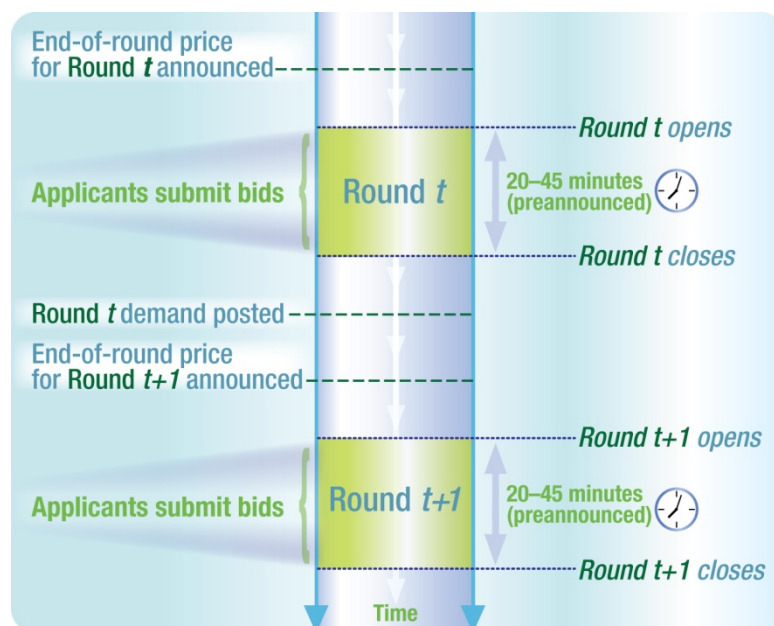 End-of-round price
for Round t announced
Round t opens
Applicants submit bids
Round t
20–45 minutes
(preannounced)
Round t closes
Round t demand posted
End-of-round price
for Round t+1 announced
Round t+1 opens
Applicants submit bids
Round t+1
20–45 minutes
(preannounced)
Round t+1 closes
Time